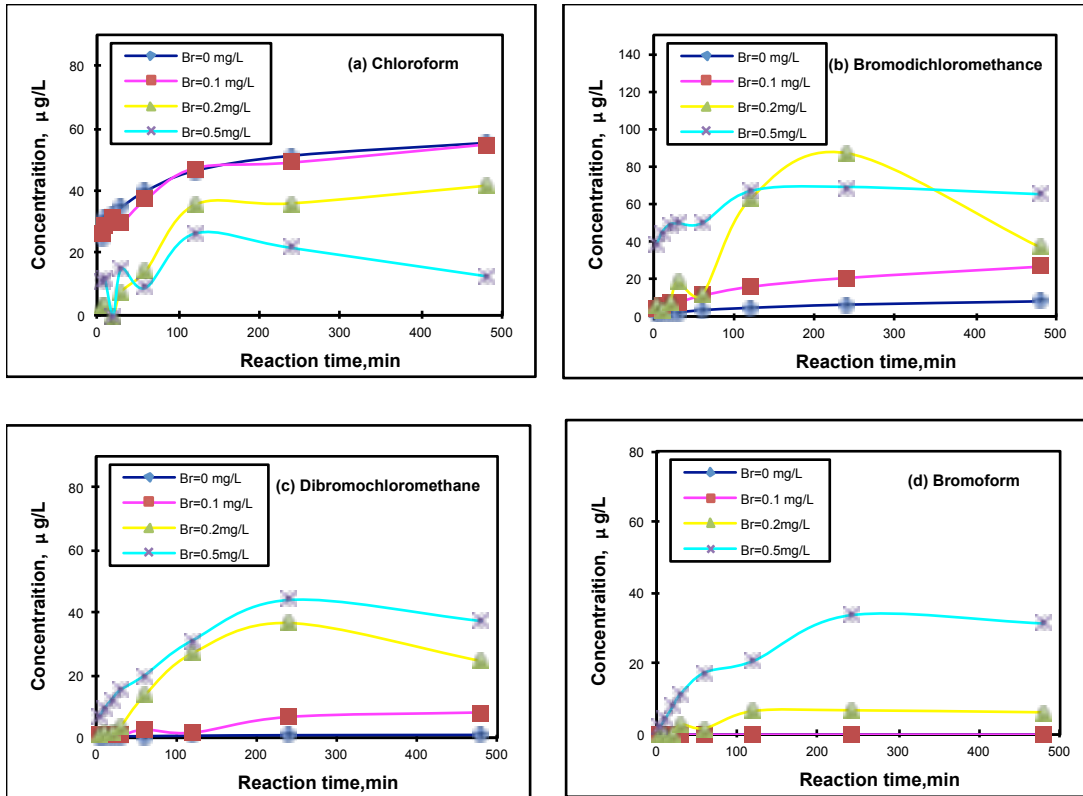 (a) Chloroform
Br=0 mg/L
Br=0.1 mg/L
Br=0.2mg/L
Br=0.5mg/L
Concentraition, μ g/L
80
60
40
20
0
0 100 200 300 400 500
Reaction time,min
(b) Bromodichloromethance
Br=0 mg/L
Br=0.1 mg/L
Br=0.2mg/L
Br=0.5mg/L
Concentraition, μ g/L
140
120
100
80
60
40
20
0
0 100 200 300 400 500
Reaction time,min
(c) Dibromochloromethane
Br=0 mg/L
Br=0.1 mg/L
Br=0.2mg/L
Br=0.5mg/L
Concentraition, μ g/L
80
60
40
20
0
0 100 200 300 400 500
Reaction time,min
(d) Bromoform
Br=0 mg/L
Br=0.1 mg/L
Br=0.2mg/L
Br=0.5mg/L
Concentraition, μ g/L
80
60
40
20
0
0 100 200 300 400 500
Reaction time,min